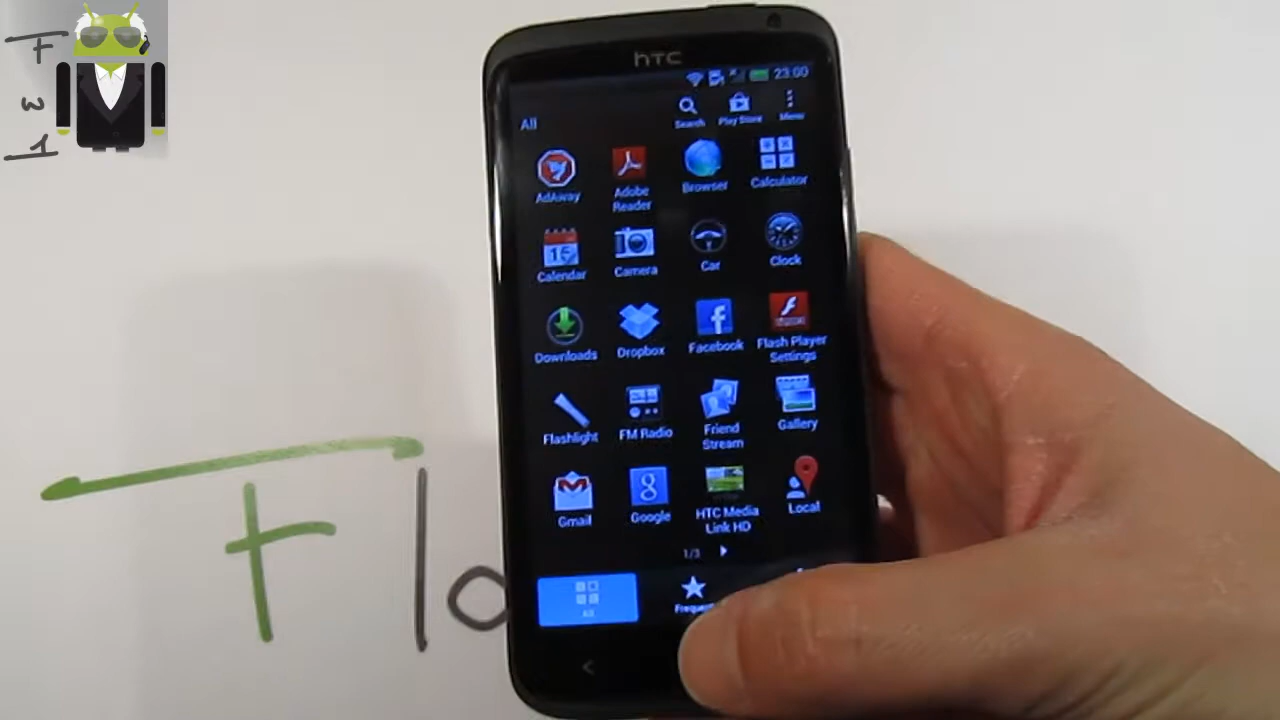 F
3
1
htc
23:00
All
Search Play Store Menu
AdAway Adobe Reader Browser Calculator
Calendar Camera Car Clock
Downloads Dropbox Facebook Flash Player Settings
Flashlight FM Radio Friend Stream Gallery
Gmail Google HTC Media Link HD Local
1/3
All
Flo